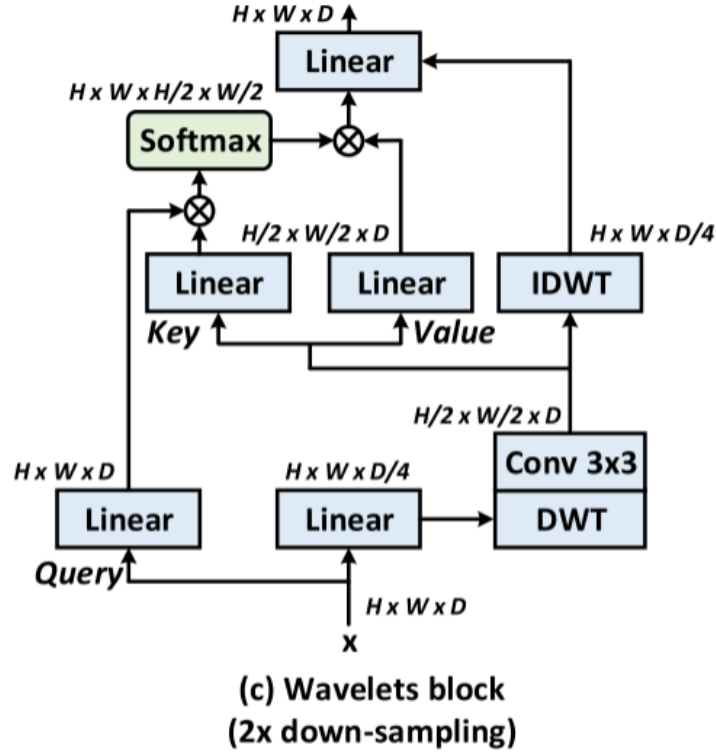 H x W x D
Linear
H x W x H/2 x W/2
Softmax
H/2 x W/2 x D
H x W x D/4
Linear
Linear
IDWT
Key
Value
H/2 x W/2 x D
H x W x D
H x W x D/4
Conv 3x3
Linear
Linear
DWT
Query
H x W x D
x
(c) Wavelets block
(2x down-sampling)